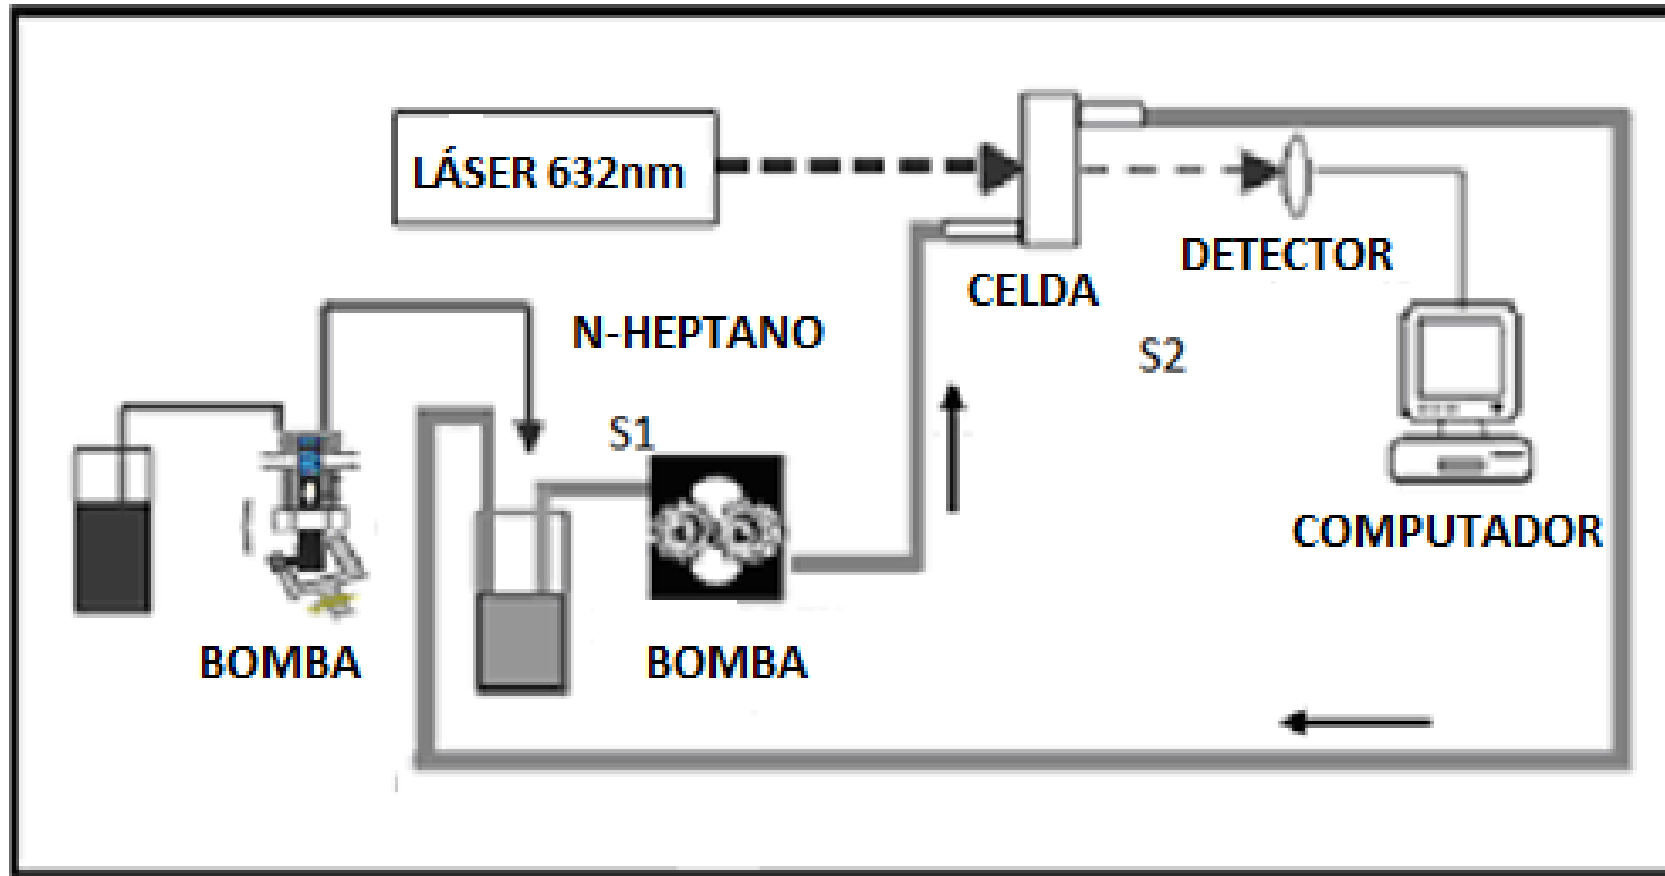 LÁSER 632nm
DETECTOR
CELDA
N-HEPTANO
S2
S1
COMPUTADOR
BOMBA
BOMBA